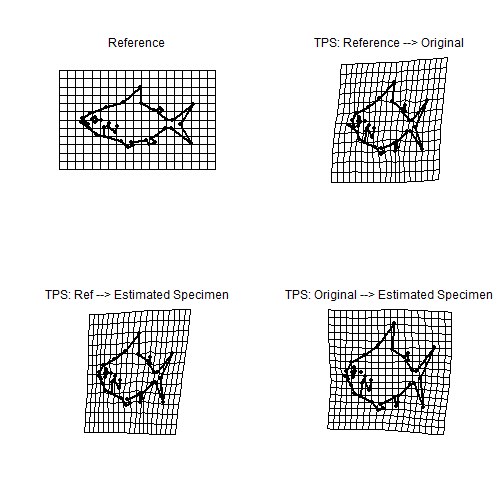 Reference
TPS: Reference --> Original
TPS: Ref --> Estimated Specimen
TPS: Original --> Estimated Specimen